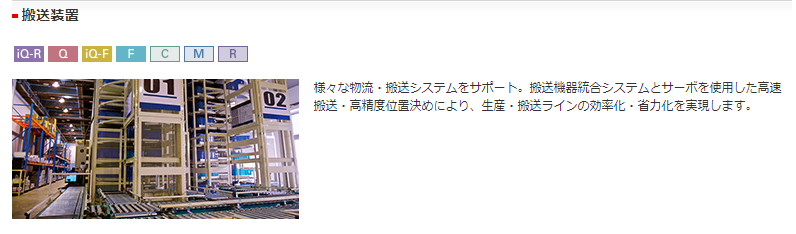 搬送装置
iQ-R Q iQ-F F C M R
01
02
様々な物流・搬送システムをサポート。搬送機器統合システムとサーボを使用した高速
搬送・高精度位置決めにより、生産・搬送ラインの効率化・省力化を実現します。